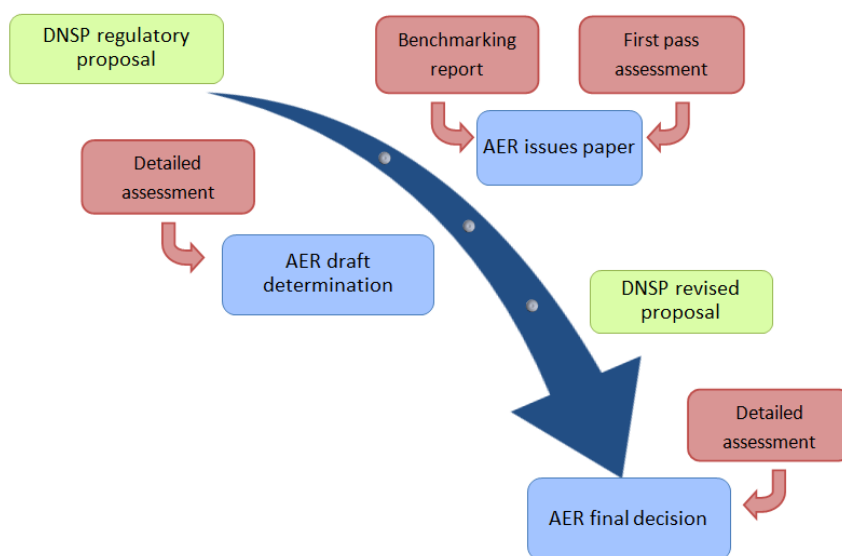 DNSP regulatory
proposal
Benchmarking
report
First pass
assessment
AER issues paper
Detailed
assessment
AER draft
determination
DNSP revised
proposal
Detailed
assessment
AER final decision